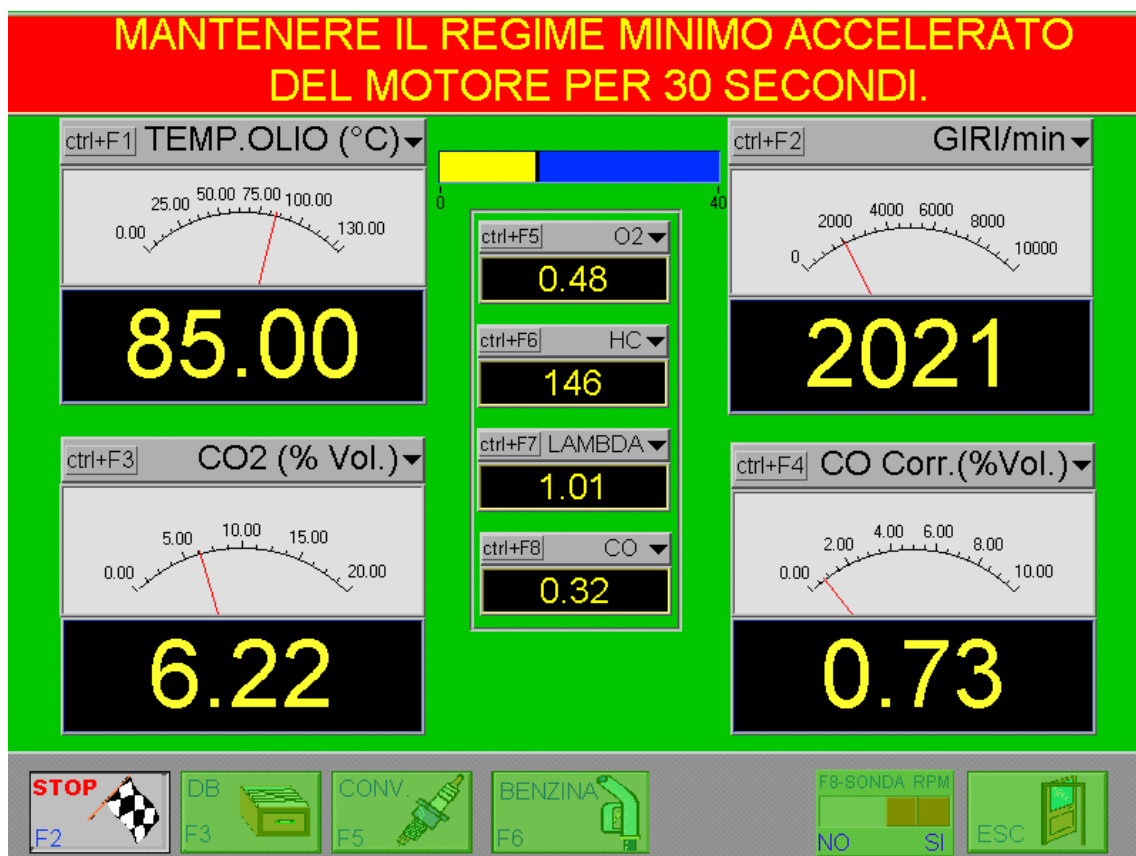 MANTENERE IL REGIME MINIMO ACCELERATO
DEL MOTORE PER 30 SECONDI.
ctrl+F1 TEMP.OLIO (°C)
0.00 25.00 50.00 75.00 100.00 130.00
85.00
0 40
ctrl+F2 GIRI/min
0 2000 4000 6000 8000 10000
2021
ctrl+F5 O2
0.48
ctrl+F6 HC
146
ctrl+F7 LAMBDA
1.01
ctrl+F8 CO
0.32
ctrl+F3 CO2 (% Vol.)
0.00 5.00 10.00 15.00 20.00
6.22
ctrl+F4 CO Corr.(%Vol.)
0.00 2.00 4.00 6.00 8.00 10.00
0.73
STOP
F2
DB
F3
CONV.
F5
BENZINA
F6
F8-SONDA RPM
NO SI
ESC